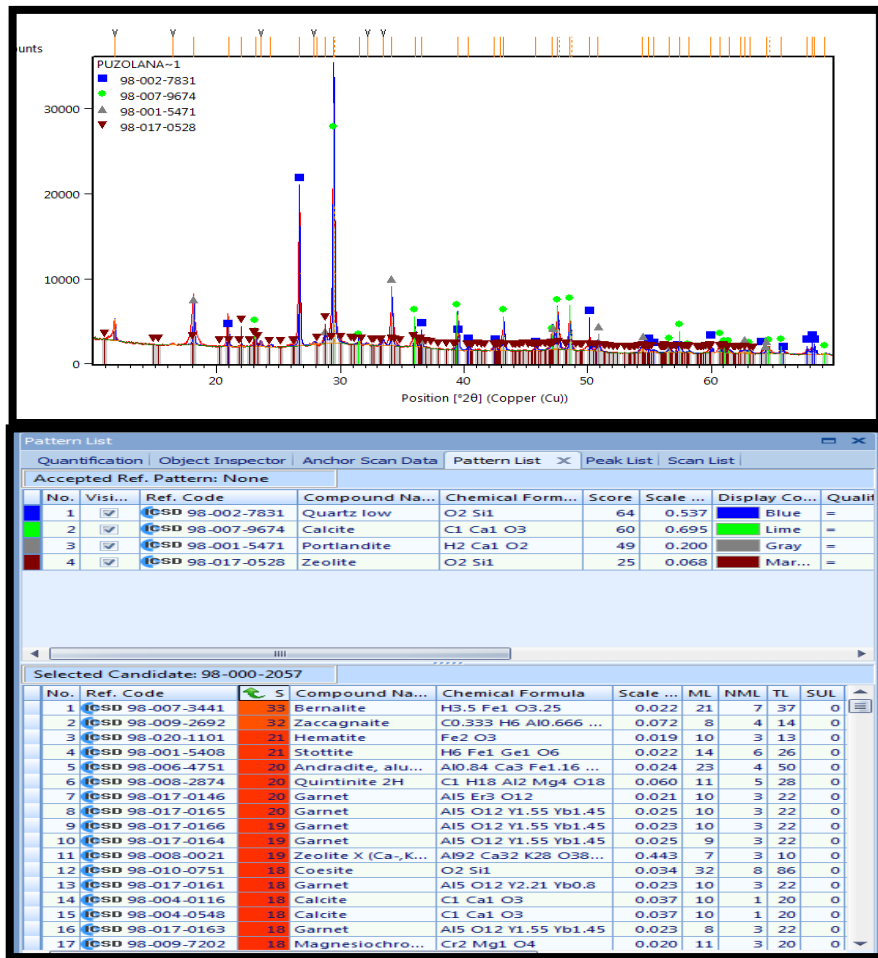 unts
PUZOLANA~1
98-002-7831
98-007-9674
98-001-5471
98-017-0528
30000
20000
10000
0
20 30 40 50 60
Position [°2θ] (Copper (Cu))
Pattern List
Quantification Object Inspector Anchor Scan Data Pattern List X Peak List Scan List
Accepted Ref. Pattern: None
No. Visi... Ref. Code Compound Na... Chemical Form... Score Scale ... Display Co... Qualif
1 ICSD 98-002-7831 Quartz low O2 Si1 64 0.537 Blue =
2 ICSD 98-007-9674 Calcite C1 Ca1 O3 60 0.695 Lime =
3 ICSD 98-001-5471 Portlandite H2 Ca1 O2 49 0.200 Gray =
4 ICSD 98-017-0528 Zeolite O2 Si1 25 0.068 Mar... =
Selected Candidate: 98-000-2057
No. Ref. Code S Compound Na... Chemical Formula Scale ... ML NML TL SUL
1 ICSD 98-007-3441 33 Bernalite H3.5 Fe1 O3.25 0.022 21 7 37 0
2 ICSD 98-009-2692 32 Zaccagnaite C0.333 H6 Al0.666 ... 0.072 8 4 14 0
3 ICSD 98-020-1101 21 Hematite Fe2 O3 0.019 10 3 13 0
4 ICSD 98-001-5408 21 Stottite H6 Fe1 Ge1 O6 0.022 14 6 26 0
5 ICSD 98-006-4751 20 Andradite, alu... Al0.84 Ca3 Fe1.16 ... 0.024 23 4 50 0
6 ICSD 98-008-2874 20 Quintinite 2H C1 H18 Al2 Mg4 O18 0.060 11 5 28 0
7 ICSD 98-017-0146 20 Garnet Al5 Er3 O12 0.021 10 3 22 0
8 ICSD 98-017-0165 20 Garnet Al5 O12 Y1.55 Yb1.45 0.025 10 3 22 0
9 ICSD 98-017-0166 19 Garnet Al5 O12 Y1.55 Yb1.45 0.023 10 3 22 0
10 ICSD 98-017-0164 19 Garnet Al5 O12 Y1.55 Yb1.45 0.025 9 3 22 0
11 ICSD 98-008-0021 19 Zeolite X (Ca-,K... Al92 Ca32 K28 O38... 0.443 7 3 10 0
12 ICSD 98-010-0751 18 Coesite O2 Si1 0.034 32 8 86 0
13 ICSD 98-017-0161 18 Garnet Al5 O12 Y2.21 Yb0.8 0.023 10 3 22 0
14 ICSD 98-004-0116 18 Calcite C1 Ca1 O3 0.037 10 1 20 0
15 ICSD 98-004-0548 18 Calcite C1 Ca1 O3 0.037 10 1 20 0
16 ICSD 98-017-0163 18 Garnet Al5 O12 Y1.55 Yb1.45 0.023 8 3 22 0
17 ICSD 98-009-7202 18 Magnesiochro... Cr2 Mg1 O4 0.020 11 3 20 0